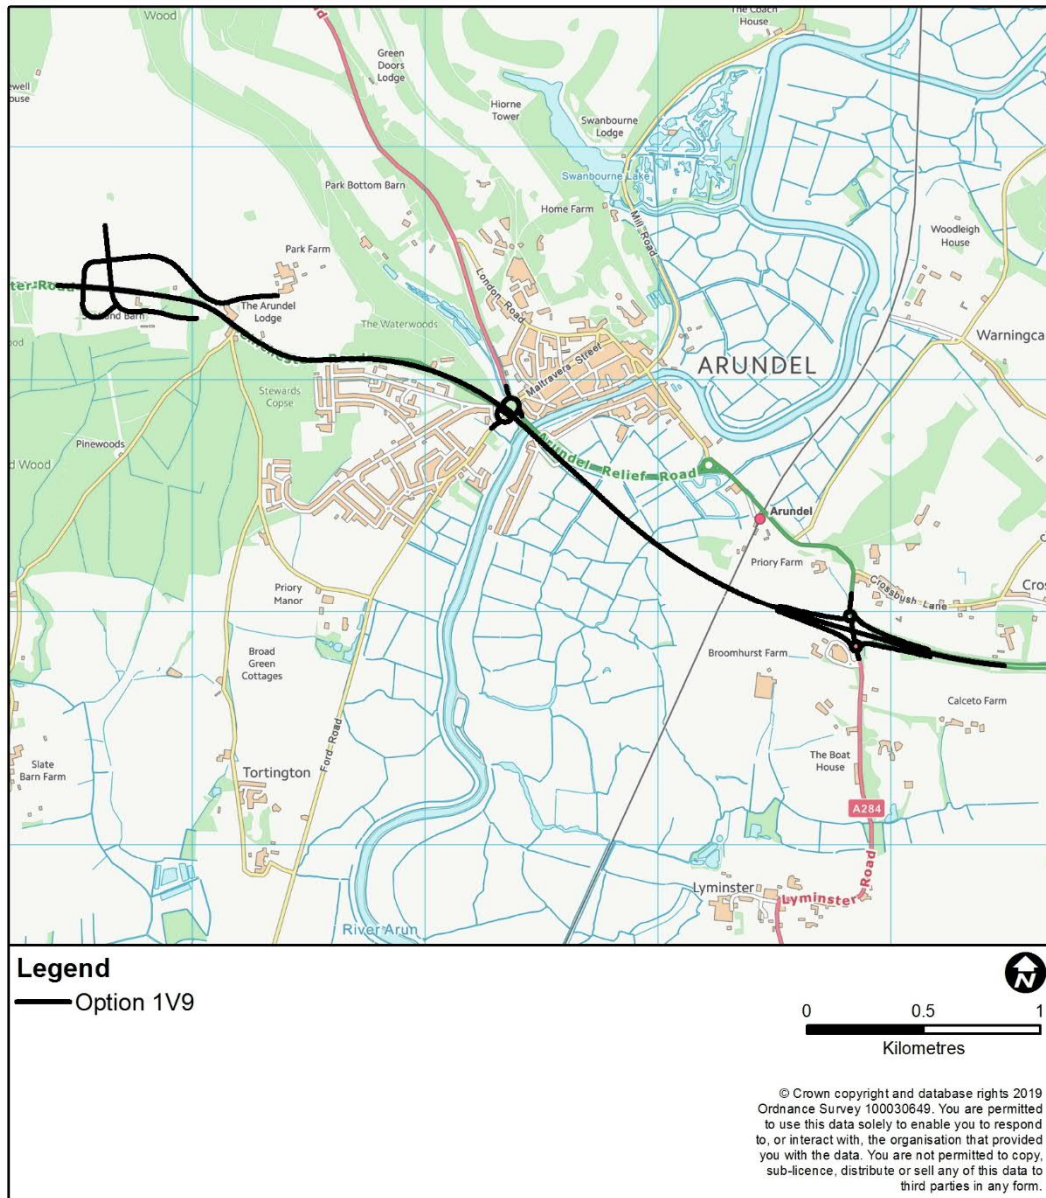 Wood
The Coach
House
Green
Doors
Lodge
Hiorne
Tower
Swanbourne
Lodge
Swanbourne Lake
Park Bottom Barn
Home Farm
Mill Road
Woodleigh
House
Park Farm
London Road
The Arundel
Lodge
The Waterwoods
Maltravers Street
ARUNDEL
Warningca
Stewards
Copse
Pinewoods
d Wood
Arundel Relief Road
Arundel
Priory Farm
Crossbush Lane
Cros
Priory
Manor
Broad
Green
Cottages
Broomhurst Farm
Calceto Farm
Ford Road
The Boat
House
Slate
Barn Farm
Tortington
A284
Lyminster
Lyminster Road
River Arun
Legend
Option 1V9
N
0 0.5 1
Kilometres
© Crown copyright and database rights 2019
Ordnance Survey 100030649. You are permitted
to use this data solely to enable you to respond
to, or interact with, the organisation that provided
you with the data. You are not permitted to copy,
sub-licence, distribute or sell any of this data to
third parties in any form.